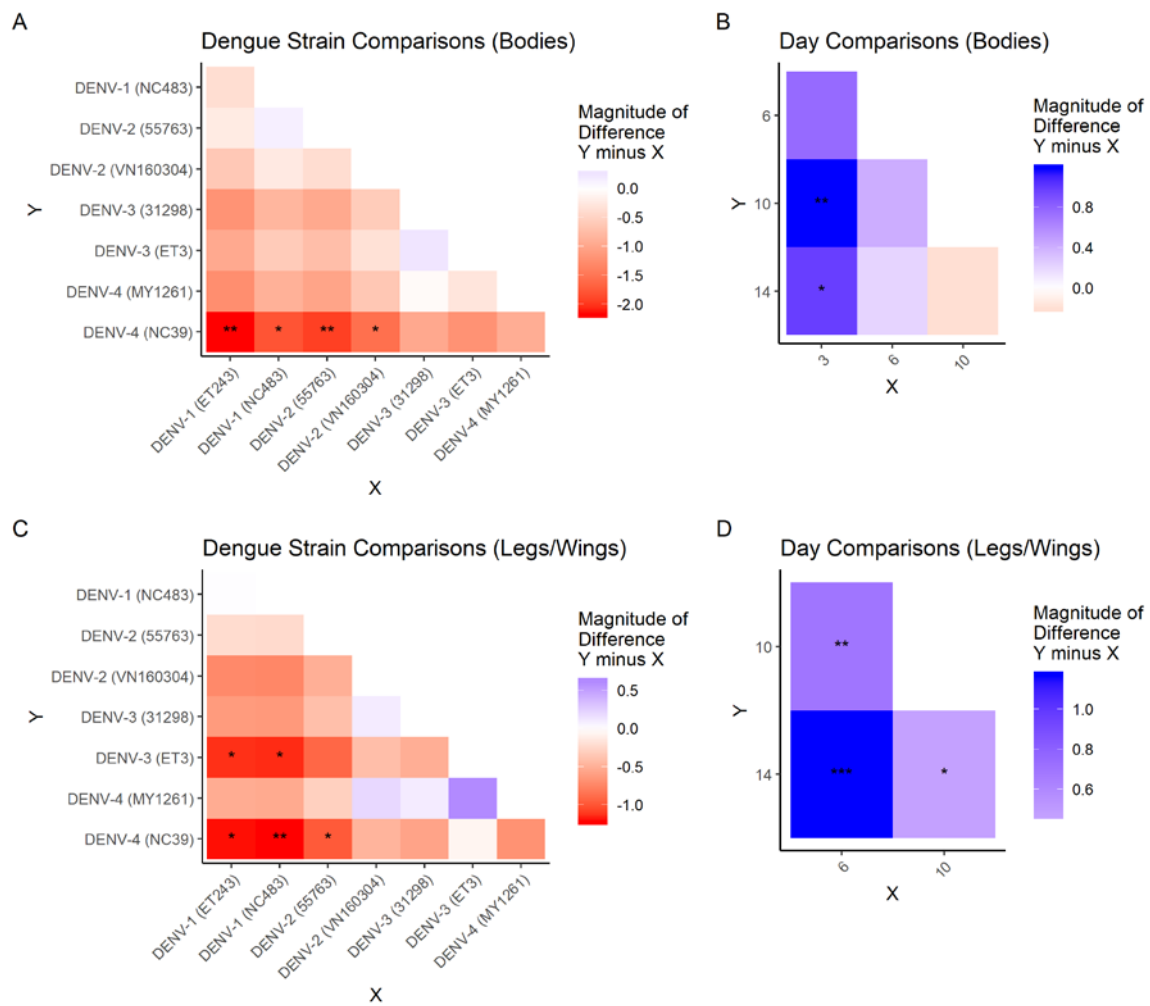 A
Dengue Strain Comparisons (Bodies)
Y
DENV-1 (NC483)
DENV-2 (55763)
DENV-2 (VN160304)
DENV-3 (31298)
DENV-3 (ET3)
DENV-4 (MY1261)
DENV-4 (NC39)
** * ** *
DENV-1 (ET243)
DENV-1 (NC483)
DENV-2 (55763)
DENV-2 (VN160304)
DENV-3 (31298)
DENV-3 (ET3)
DENV-4 (MY1261)
X
Magnitude of
Difference
Y minus X
0.0
-0.5
-1.0
-1.5
-2.0
B
Day Comparisons (Bodies)
Y
6
10
14
**
*
3
6
10
X
Magnitude of
Difference
Y minus X
0.8
0.4
0.0
C
Dengue Strain Comparisons (Legs/Wings)
Y
DENV-1 (NC483)
DENV-2 (55763)
DENV-2 (VN160304)
DENV-3 (31298)
DENV-3 (ET3)
DENV-4 (MY1261)
DENV-4 (NC39)
* *
* ** *
DENV-1 (ET243)
DENV-1 (NC483)
DENV-2 (55763)
DENV-2 (VN160304)
DENV-3 (31298)
DENV-3 (ET3)
DENV-4 (MY1261)
X
Magnitude of
Difference
Y minus X
0.5
0.0
-0.5
-1.0
D
Day Comparisons (Legs/Wings)
Y
10
14
**
*** *
6
10
X
Magnitude of
Difference
Y minus X
1.0
0.8
0.6